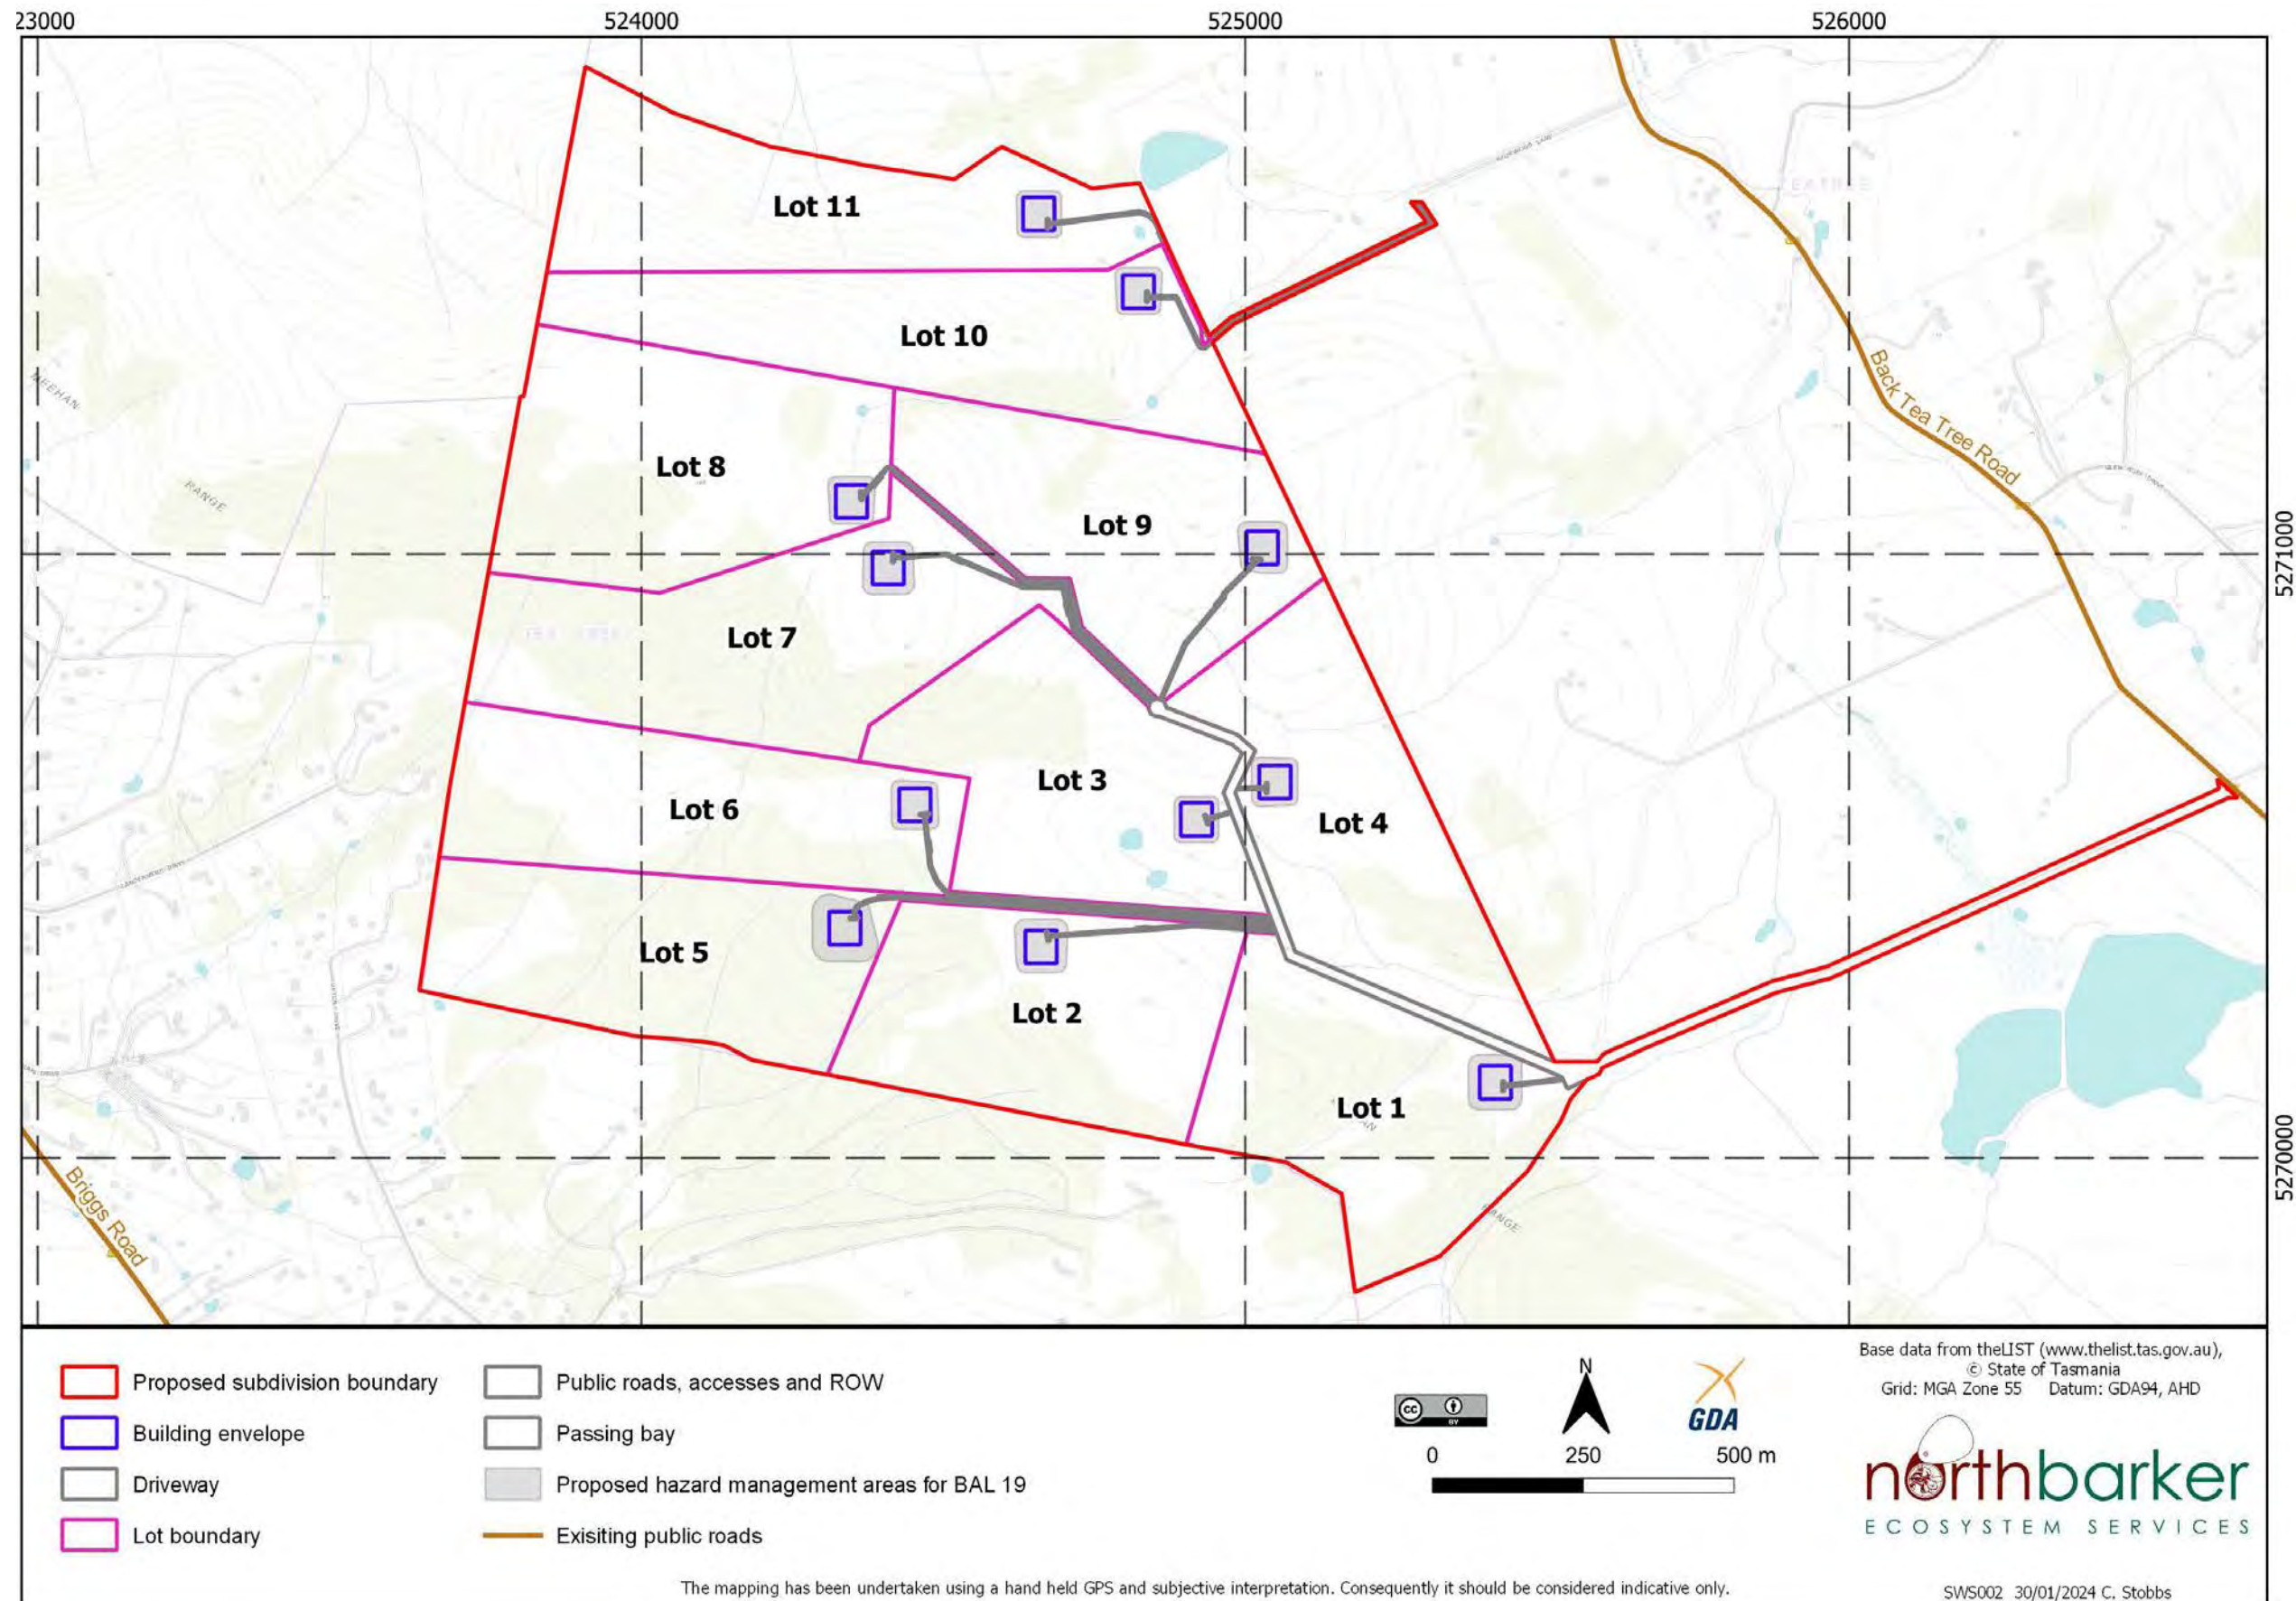 23000 524000 525000 526000
EATREE
Lot 11
Lot 10
MEEHAN
Back Tea Tree Road
Lot 8
RANGE
Lot 9
5271000
Lot 7
Lot 3
Lot 6
Lot 4
Lot 5
Lot 2
Lot 1
5270000
Briggs Road
Proposed subdivision boundary
Building envelope
Driveway
Lot boundary
Public roads, accesses and ROW
Passing bay
Proposed hazard management areas for BAL 19
Exisiting public roads
cc
BY
N
GDA
0 250 500 m
Base data from theLIST (www.thelist.tas.gov.au),
© State of Tasmania
Grid: MGA Zone 55 Datum: GDA94, AHD
northbarker
ECOSYSTEM SERVICES
The mapping has been undertaken using a hand held GPS and subjective interpretation. Consequently it should be considered indicative only.
SWS002 30/01/2024 C. Stobbs